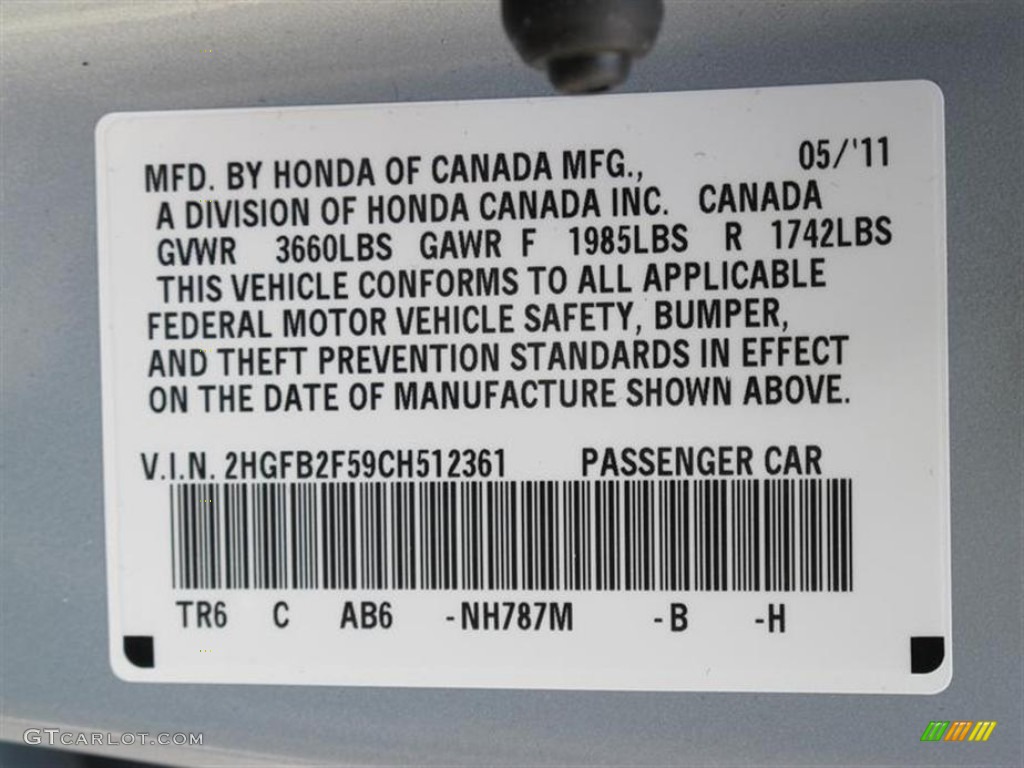 MFD. BY HONDA OF CANADA MFG., 05/'11
A DIVISION OF HONDA CANADA INC. CANADA
GVWR 3660LBS GAWR F 1985LBS R 1742LBS
THIS VEHICLE CONFORMS TO ALL APPLICABLE
FEDERAL MOTOR VEHICLE SAFETY, BUMPER,
AND THEFT PREVENTION STANDARDS IN EFFECT
ON THE DATE OF MANUFACTURE SHOWN ABOVE.
V.I.N. 2HGFB2F59CH512361 PASSENGER CAR
TR6 C AB6 -NH787M -B -H
GTCARLOT.COM